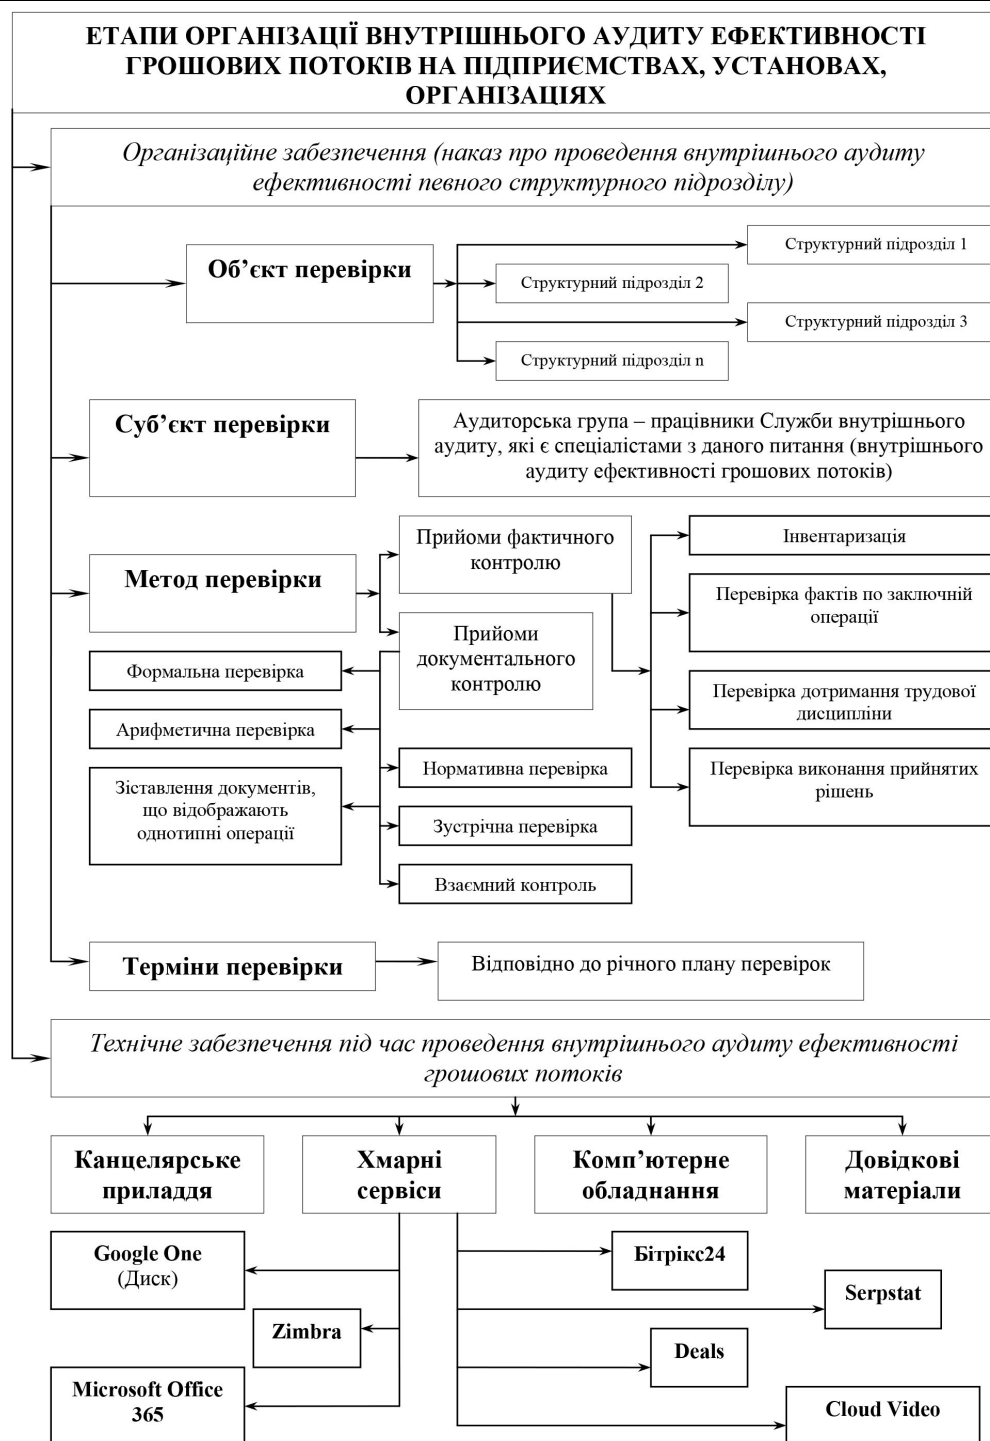 ЕТАПИ ОРГАНІЗАЦІЇ ВНУТРІШНЬОГО АУДИТУ ЕФЕКТИВНОСТІ
ГРОШОВИХ ПОТОКІВ НА ПІДПРИЄМСТВАХ, УСТАНОВАХ,
ОРГАНІЗАЦІЯХ
Організаційне забезпечення (наказ про проведення внутрішнього аудиту
ефективності певного структурного підрозділу)
Об’єкт перевірки
Структурний підрозділ 1
Структурний підрозділ 2
Структурний підрозділ 3
Структурний підрозділ n
Суб’єкт перевірки
Аудиторська група – працівники Служби внутрішнього
аудиту, які є спеціалістами з даного питання (внутрішнього
аудиту ефективності грошових потоків)
Метод перевірки
Прийоми фактичного
контролю
Інвентаризація
Перевірка фактів по заключній
операції
Перевірка дотримання трудової
дисципліни
Перевірка виконання прийнятих
рішень
Прийоми
документального
контролю
Формальна перевірка
Арифметична перевірка
Зіставлення документів,
що відображають
однотипні операції
Нормативна перевірка
Зустрічна перевірка
Взаємний контроль
Терміни перевірки
Відповідно до річного плану перевірок
Технічне забезпечення під час проведення внутрішнього аудиту ефективності
грошових потоків
Канцелярське
приладдя
Хмарні
сервіси
Комп’ютерне
обладнання
Довідкові
матеріали
Google One
(Диск)
Zimbra
Microsoft Office
365
Бітрікс24
Serpstat
Deals
Cloud Video